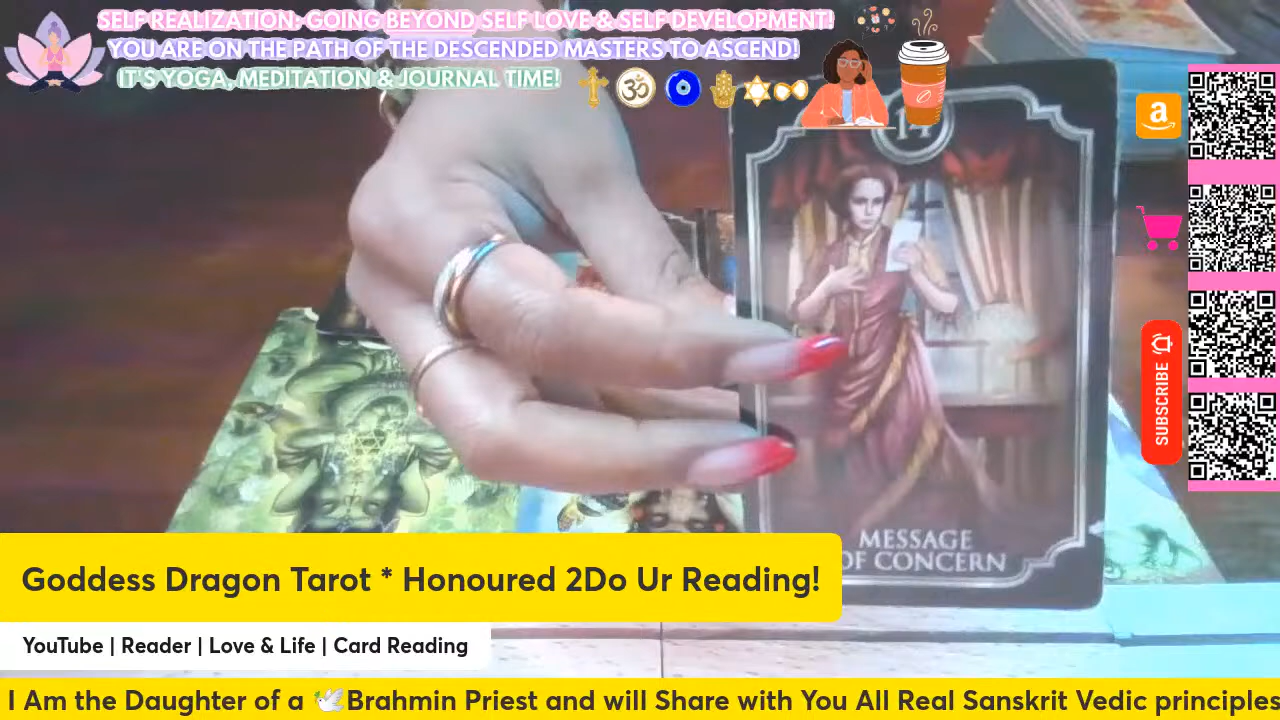 SELF REALIZATION; GOING BEYOND SELF LOVE & SELF DEVELOPMENT!
YOU ARE ON THE PATH OF THE DESCENDED MASTERS TO ASCEND!
IT'S YOGA, MEDITATION & JOURNAL TIME!
ॐ
14
a
SUBSCRIBE
MESSAGE
OF CONCERN
Goddess Dragon Tarot * Honoured 2Do Ur Reading!
YouTube | Reader | Love & Life | Card Reading
I Am the Daughter of a 🕊️Brahmin Priest and will Share with You All Real Sanskrit Vedic principles